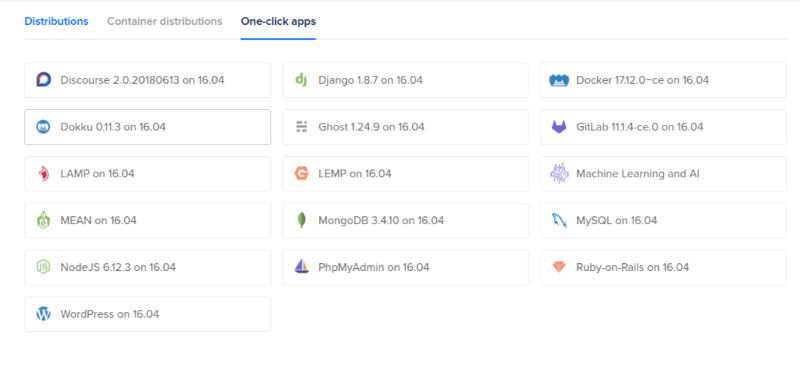 Distributions
Container distributions
One-click apps
Discourse 2.0.20180613 on 16.04
Django 1.8.7 on 16.04
Docker 17.12.0~ce on 16.04
Dokku 0.11.3 on 16.04
Ghost 1.24.9 on 16.04
GitLab 11.1.4-ce.0 on 16.04
LAMP on 16.04
LEMP on 16.04
Machine Learning and AI
MEAN on 16.04
MongoDB 3.4.10 on 16.04
MySQL on 16.04
NodeJS 6.12.3 on 16.04
PhpMyAdmin on 16.04
Ruby-on-Rails on 16.04
WordPress on 16.04